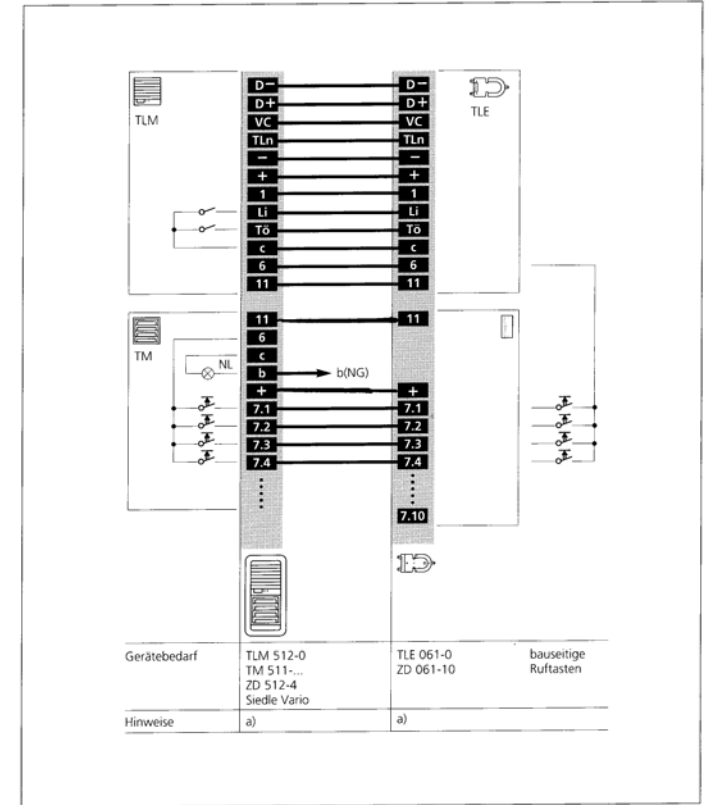 TLM
D− D−
D+ D+
VC VC
TLn TLn
− −
+ +
1 1
Li Li
Tö Tö
c c
6 6
11 11
TLE
TM
11 11
6
c
NL
b b(NG)
+ +
7.1 7.1
7.2 7.2
7.3 7.3
7.4 7.4
7.10
Gerätebedarf TLM 512-0 TLE 061-0 bauseitige
TM 511-... ZD 061-10 Ruftasten
ZD 512-4
Siedle Vario
Hinweise a) a)